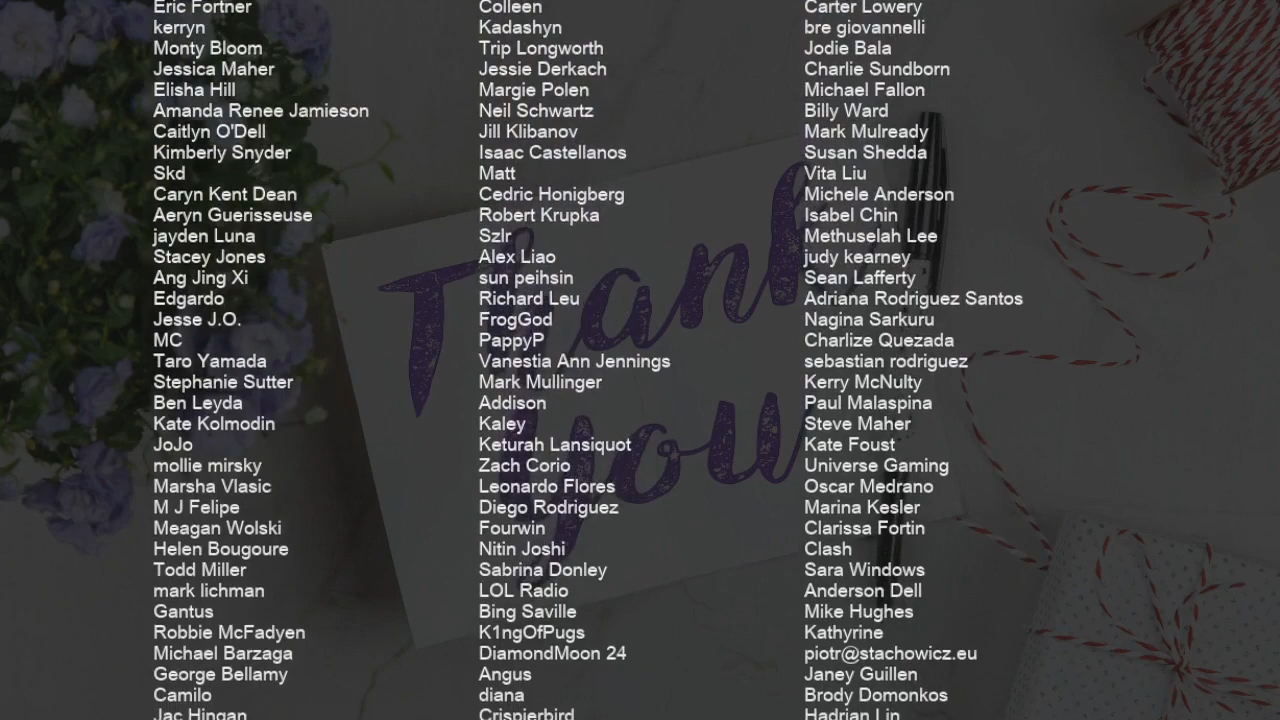 Eric Fortner
kerryn
Monty Bloom
Jessica Maher
Elisha Hill
Amanda Renee Jamieson
Caitlyn O'Dell
Kimberly Snyder
Skd
Caryn Kent Dean
Aeryn Guerisseuse
jayden Luna
Stacey Jones
Ang Jing Xi
Edgardo
Jesse J.O.
MC
Taro Yamada
Stephanie Sutter
Ben Leyda
Kate Kolmodin
JoJo
mollie mirsky
Marsha Vlasic
M J Felipe
Meagan Wolski
Helen Bougoure
Todd Miller
mark lichman
Gantus
Robbie McFadyen
Michael Barzaga
George Bellamy
Camilo
Jac Hingan
Colleen
Kadashyn
Trip Longworth
Jessie Derkach
Margie Polen
Neil Schwartz
Jill Klibanov
Isaac Castellanos
Matt
Cedric Honigberg
Robert Krupka
Szlr
Alex Liao
sun peihsin
Richard Leu
FrogGod
PappyP
Vanestia Ann Jennings
Mark Mullinger
Addison
Kaley
Keturah Lansiquot
Zach Corio
Leonardo Flores
Diego Rodriguez
Fourwin
Nitin Joshi
Sabrina Donley
LOL Radio
Bing Saville
K1ngOfPugs
DiamondMoon 24
Angus
diana
Crispierbird
Carter Lowery
bre giovannelli
Jodie Bala
Charlie Sundborn
Michael Fallon
Billy Ward
Mark Mulready
Susan Shedda
Vita Liu
Michele Anderson
Isabel Chin
Methuselah Lee
judy kearney
Sean Lafferty
Adriana Rodriguez Santos
Nagina Sarkuru
Charlize Quezada
sebastian rodriguez
Kerry McNulty
Paul Malaspina
Steve Maher
Kate Foust
Universe Gaming
Oscar Medrano
Marina Kesler
Clarissa Fortin
Clash
Sara Windows
Anderson Dell
Mike Hughes
Kathyrine
piotr@stachowicz.eu
Janey Guillen
Brody Domonkos
Hadrian Lin
Thank
you